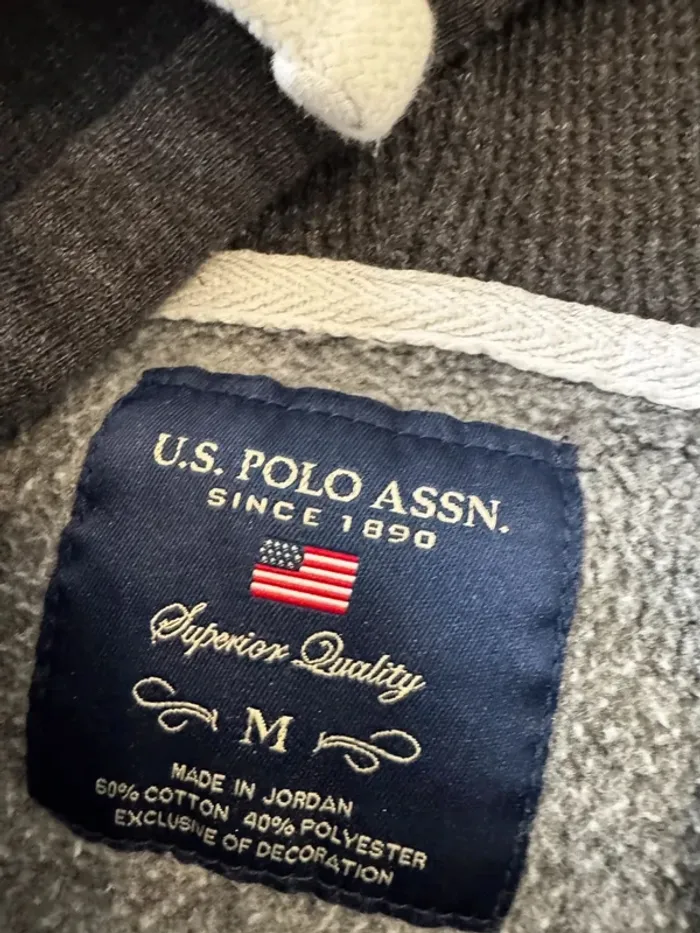 U.S. POLO ASSN.
SINCE 1890
Superior Quality
M
MADE IN JORDAN
60% COTTON 40% POLYESTER
EXCLUSIVE OF DECORATION